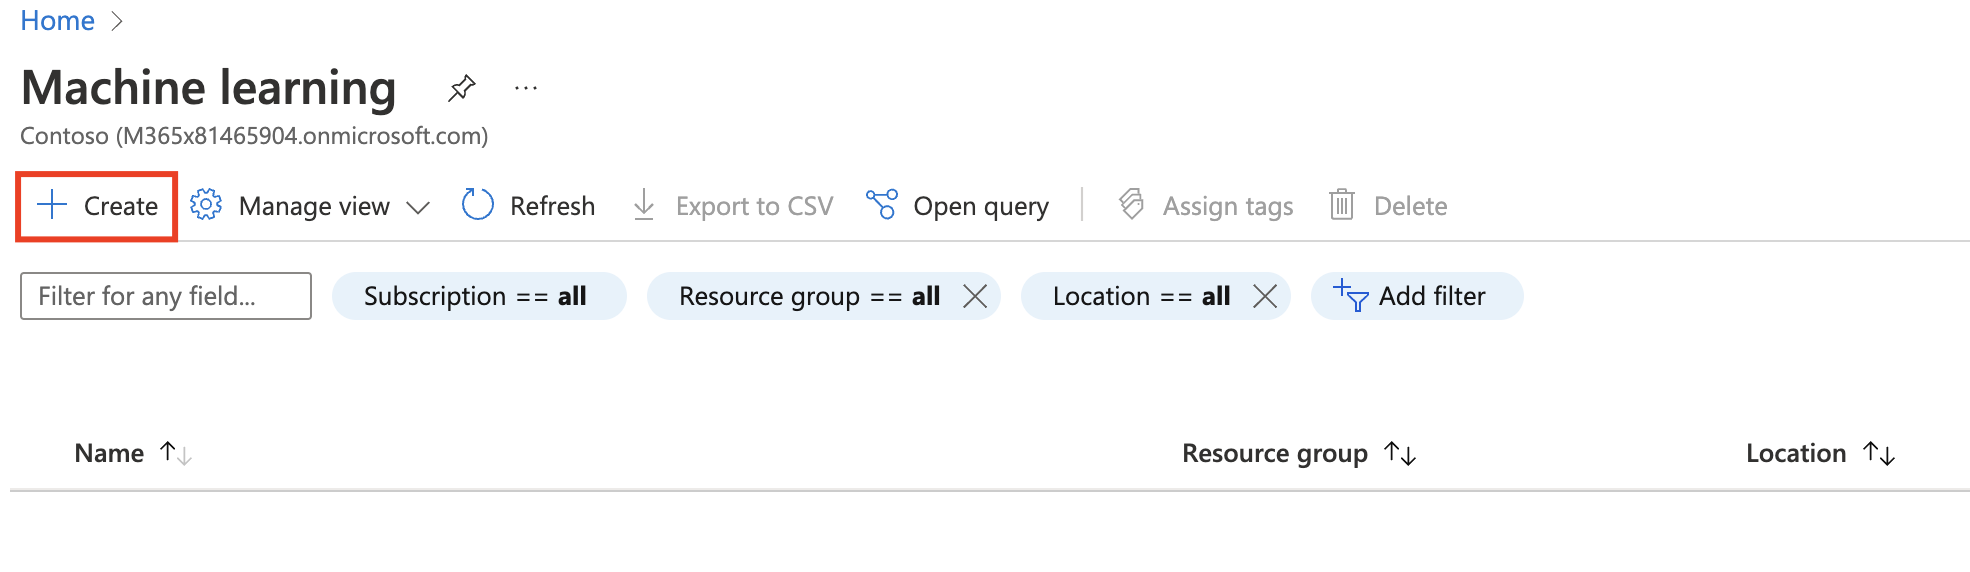 Home
Machine learning
Contoso (M365x81465904.onmicrosoft.com)
Create Manage view Refresh Export to CSV Open query Assign tags Delete
Filter for any field... Subscription == all Resource group == all Location == all Add filter
Name Resource group Location